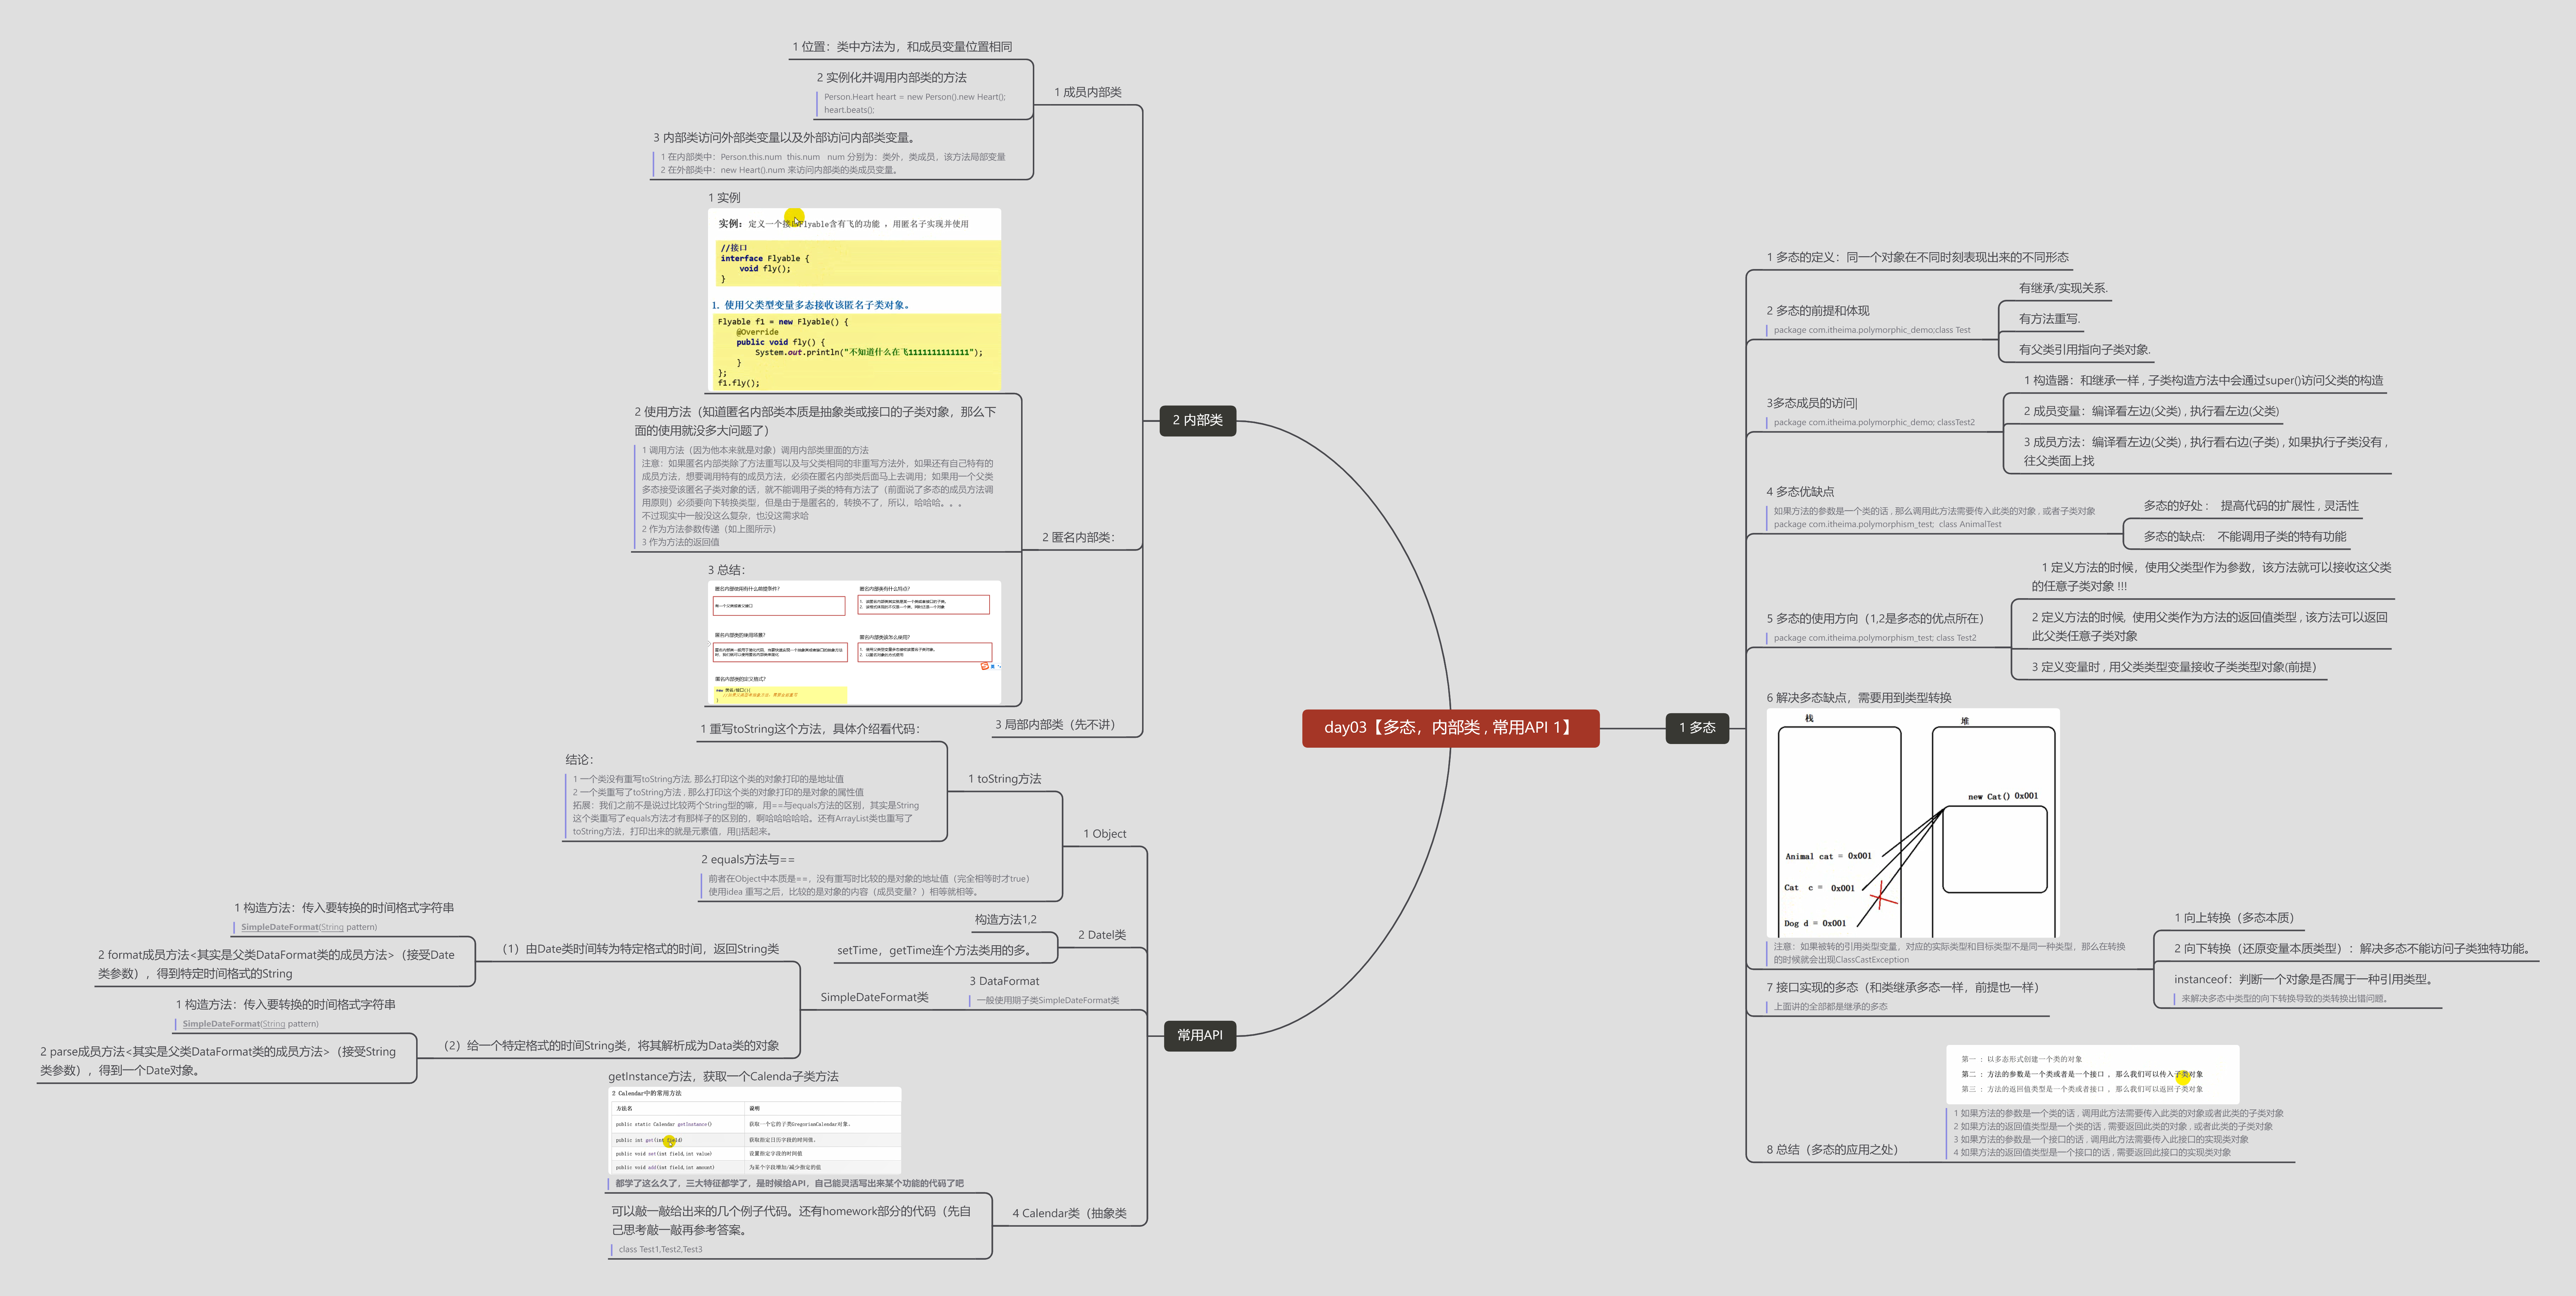 day03【多态，内部类 , 常用API 1】
1 多态
1 多态的定义：同一个对象在不同时刻表现出来的不同形态
2 多态的前提和体现
package com.itheima.polymorphic_demo;class Test
有继承/实现关系.
有方法重写.
有父类引用指向子类对象.
3多态成员的访问|
package com.itheima.polymorphic_demo; classTest2
1 构造器：和继承一样 , 子类构造方法中会通过super()访问父类的构造
2 成员变量：编译看左边(父类) , 执行看左边(父类)
3 成员方法：编译看左边(父类) , 执行看右边(子类) , 如果执行子类没有 ,
往父类面上找
4 多态优缺点
如果方法的参数是一个类的话 , 那么调用此方法需要传入此类的对象 , 或者子类对象
package com.itheima.polymorphism_test;  class AnimalTest
多态的好处 :    提高代码的扩展性 , 灵活性
多态的缺点:    不能调用子类的特有功能
5 多态的使用方向（1,2是多态的优点所在）
package com.itheima.polymorphism_test; class Test2
1 定义方法的时候，使用父类型作为参数，该方法就可以接收这父类
的任意子类对象 !!!
2 定义方法的时候，使用父类作为方法的返回值类型 , 该方法可以返回
此父类任意子类对象
3 定义变量时 , 用父类类型变量接收子类类型对象(前提)
6 解决多态缺点，需要用到类型转换
栈
堆
new Cat() 0x001
Animal cat = 0x001
Cat  c =  0x001
Dog d = 0x001
注意：如果被转的引用类型变量，对应的实际类型和目标类型不是同一种类型，那么在转换
的时候就会出现ClassCastException
1 向上转换（多态本质）
2 向下转换（还原变量本质类型）: 解决多态不能访问子类独特功能。
instanceof：判断一个对象是否属于一种引用类型。
来解决多态中类型的向下转换导致的类转换出错问题。
7 接口实现的多态（和类继承多态一样，前提也一样）
上面讲的全部都是继承的多态
8 总结（多态的应用之处）
第一 : 以多态形式创建一个类的对象
第二 : 方法的参数是一个类或者是一个接口 , 那么我们可以传入子类对象
第三 : 方法的返回值类型是一个类或者接口 , 那么我们可以返回子类对象
1 如果方法的参数是一个类的话 , 调用此方法需要传入此类的对象或者此类的子类对象
2 如果方法的返回值类型是一个类的话 , 需要返回此类的对象 , 或者此类的子类对象
3 如果方法的参数是一个接口的话 , 调用此方法需要传入此接口的实现类对象
4 如果方法的返回值类型是一个接口的话 , 需要返回此接口的实现类对象
2 内部类
1 成员内部类
1 位置：类中方法为，和成员变量位置相同
2 实例化并调用内部类的方法
Person.Heart heart = new Person().new Heart();
heart.beats();
3 内部类访问外部类变量以及外部访问内部类变量。
1 在内部类中：Person.this.num  this.num   num 分别为：类外，类成员，该方法局部变量
2 在外部类中：new Heart().num 来访问内部类的类成员变量。
2 匿名内部类：
1 实例
实例：定义一个接口Flyable含有飞的功能 。用匿名子实现并使用
//接口
interface Flyable {
void fly();
}
1. 使用父类型变量多态接收该匿名子类对象。
Flyable f1 = new Flyable() {
@Override
public void fly() {
System.out.println("不知道什么在飞1111111111111");
}
};
f1.fly();
2 使用方法（知道匿名内部类本质是抽象类或接口的子类对象，那么下
面的使用就没多大问题了）
1 调用方法（因为他本来就是对象）调用内部类里面的方法
注意：如果匿名内部类除了方法重写以及与父类相同的非重写方法外，如果还有自己特有的
成员方法，想要调用特有的成员方法，必须在匿名内部类后面马上去调用；如果用一个父类
多态接受该匿名子类对象的话，就不能调用子类的特有方法了（前面说了多态的成员方法调
用原则）必须要向下转换类型，但是由于是匿名的，转换不了，所以，哈哈哈。。。
不过现实中一般没这么复杂，也没这需求哈
2 作为方法参数传递（如上图所示）
3 作为方法的返回值
3 总结：
匿名内部类有什么特点？
匿名内部类的使用场景？
匿名内部类该怎么使用？
匿名内部类的定义格式？
3 局部内部类（先不讲）
常用API
1 Object
1 toString方法
1 重写toString这个方法，具体介绍看代码：
结论：
1 一个类没有重写toString方法, 那么打印这个类的对象打印的是地址值
2 一个类重写了toString方法 , 那么打印这个类的对象打印的是对象的属性值
拓展：我们之前不是说过比较两个String型的嘛，用==与equals方法的区别，其实是String
这个类重写了equals方法才有那样子的区别的，啊哈哈哈哈哈。还有ArrayList类也重写了
toString方法，打印出来的就是元素值，用[]括起来。
2 equals方法与==
前者在Object中本质是==，没有重写时比较的是对象的地址值（完全相等时才true）
使用idea 重写之后，比较的是对象的内容（成员变量？）相等就相等。
2 Datel类
构造方法1,2
setTime，getTime连个方法类用的多。
3 DataFormat
一般使用期子类SimpleDateFormat类
SimpleDateFormat类
（1）由Date类时间转为特定格式的时间，返回String类
1 构造方法：传入要转换的时间格式字符串
SimpleDateFormat(String pattern)
2 format成员方法<其实是父类DataFormat类的成员方法>（接受Date
类参数），得到特定时间格式的String
（2）给一个特定格式的时间String类，将其解析成为Data类的对象
1 构造方法：传入要转换的时间格式字符串
SimpleDateFormat(String pattern)
2 parse成员方法<其实是父类DataFormat类的成员方法>（接受String
类参数），得到一个Date对象。
4 Calendar类（抽象类
getInstance方法，获取一个Calenda子类方法
2 Calendar中的常用方法
方法名
说明
public static Calendar getInstance()
获取一个它的子类GregorianCalendar对象。
public int get(int field)
获取指定日历字段的时间值。
public void set(int field,int value)
设置指定字段的时间值
public void add(int field,int amount)
为某个字段增加/减少指定的值
都学了这么久了，三大特征都学了，是时候给API，自己能灵活写出来某个功能的代码了吧
可以敲一敲给出来的几个例子代码。还有homework部分的代码（先自
己思考敲一敲再参考答案。
class Test1,Test2,Test3